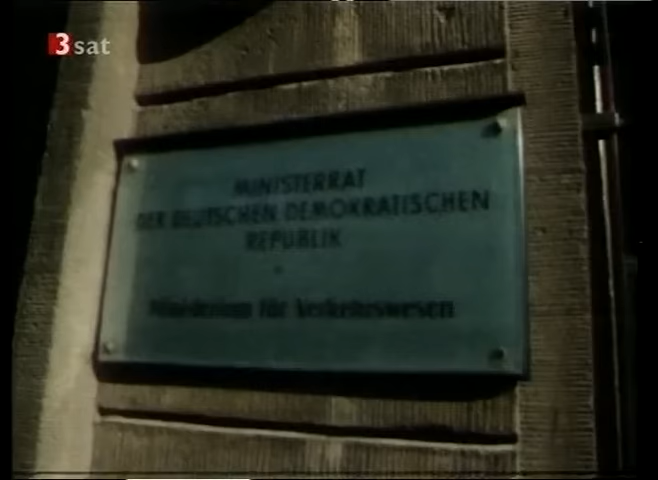 3sat
MINISTERRAT
DER DEUTSCHEN DEMOKRATISCHEN
REPUBLIK
Ministerium für Verkehrswesen